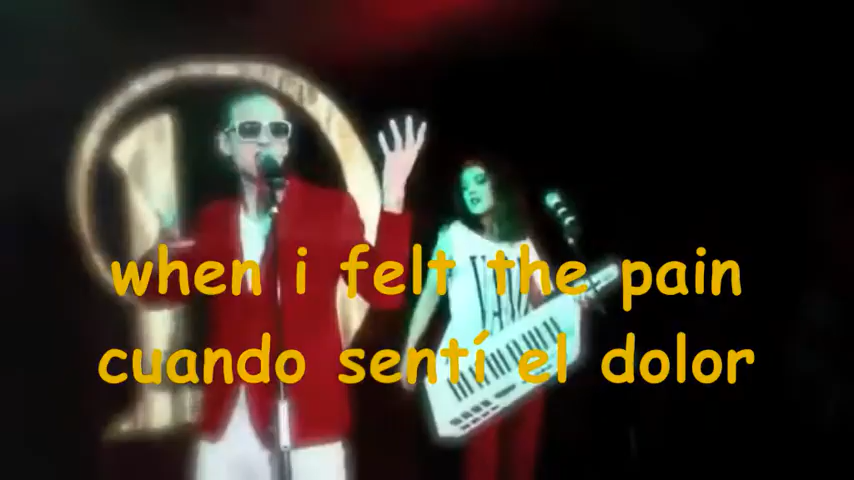 when i felt the pain
cuando sentí el dolor